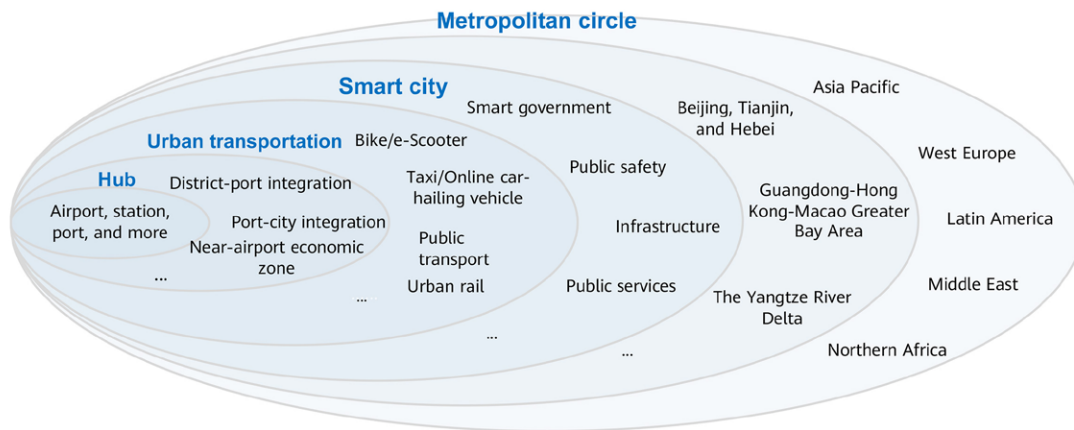 Metropolitan circle
Smart city
Urban transportation
Hub
Airport, station,
port, and more
...
District-port integration
Port-city integration
Near-airport economic
zone
...
Bike/e-Scooter
Taxi/Online car-
hailing vehicle
Public
transport
Urban rail
...
Smart government
Public safety
Infrastructure
Public services
...
Beijing, Tianjin,
and Hebei
Guangdong-Hong
Kong-Macao Greater
Bay Area
The Yangtze River
Delta
Asia Pacific
West Europe
Latin America
Middle East
Northern Africa